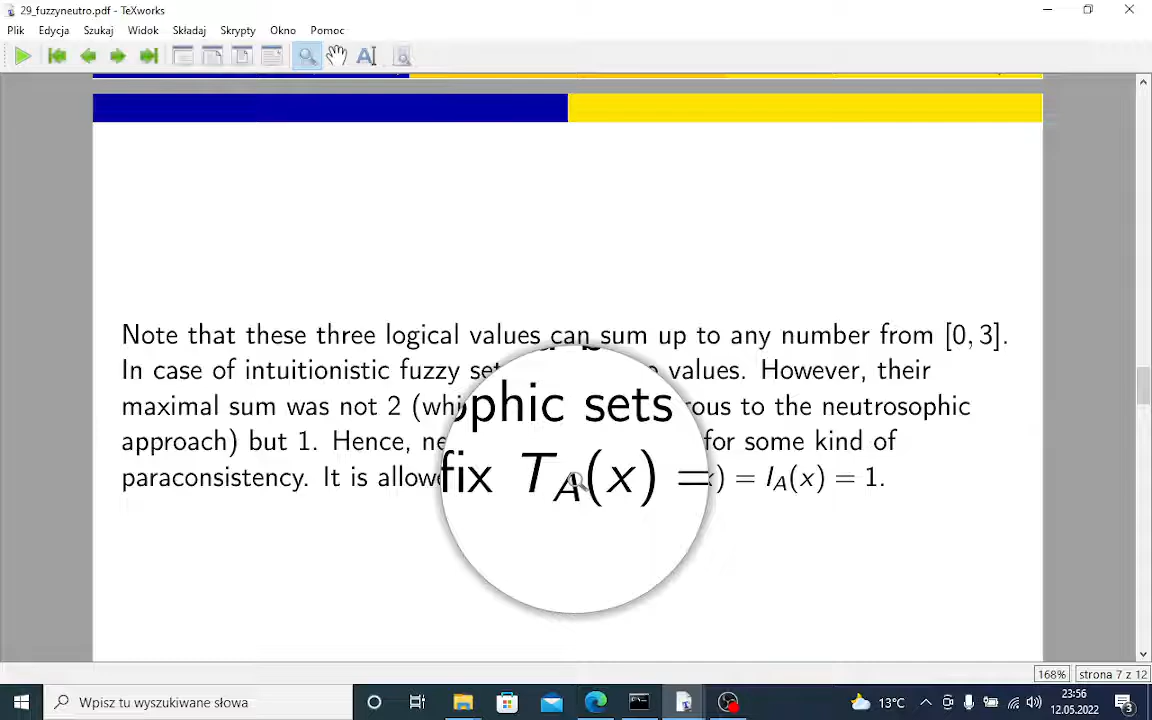 29_fuzzyneutro.pdf - TeXworks
Plik Edycja Szukaj Widok Składaj Skrypty Okno Pomoc
Note that these three logical values can sum up to any number from [0, 3].
In case of intuitionistic fuzzy values. However, their
maximal sum was not 2 (whi rous to the neutrosophic
ophic sets
approach) but 1. Hence, ne for some kind of
paraconsistency. It is allow fix T_A(x) = ) = I_A(x) = 1.
168% strona 7 z 12
Wpisz tu wyszukiwane słowa
13°C
23:56
12.05.2022
3